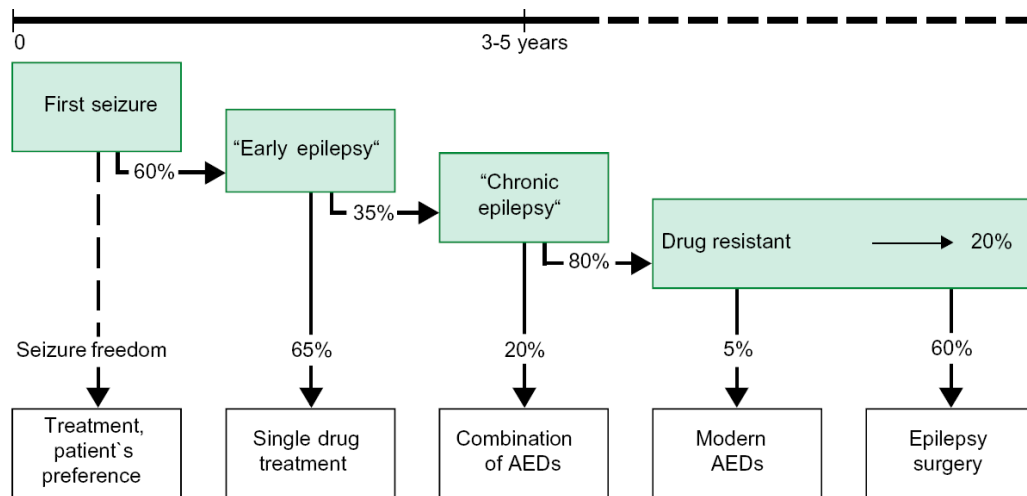 0
3-5 years
First seizure
60%
“Early epilepsy“
35%
“Chronic
epilepsy“
80%
Drug resistant
20%
Seizure freedom
65%
20%
5%
60%
Treatment,
patient`s
preference
Single drug
treatment
Combination
of AEDs
Modern
AEDs
Epilepsy
surgery